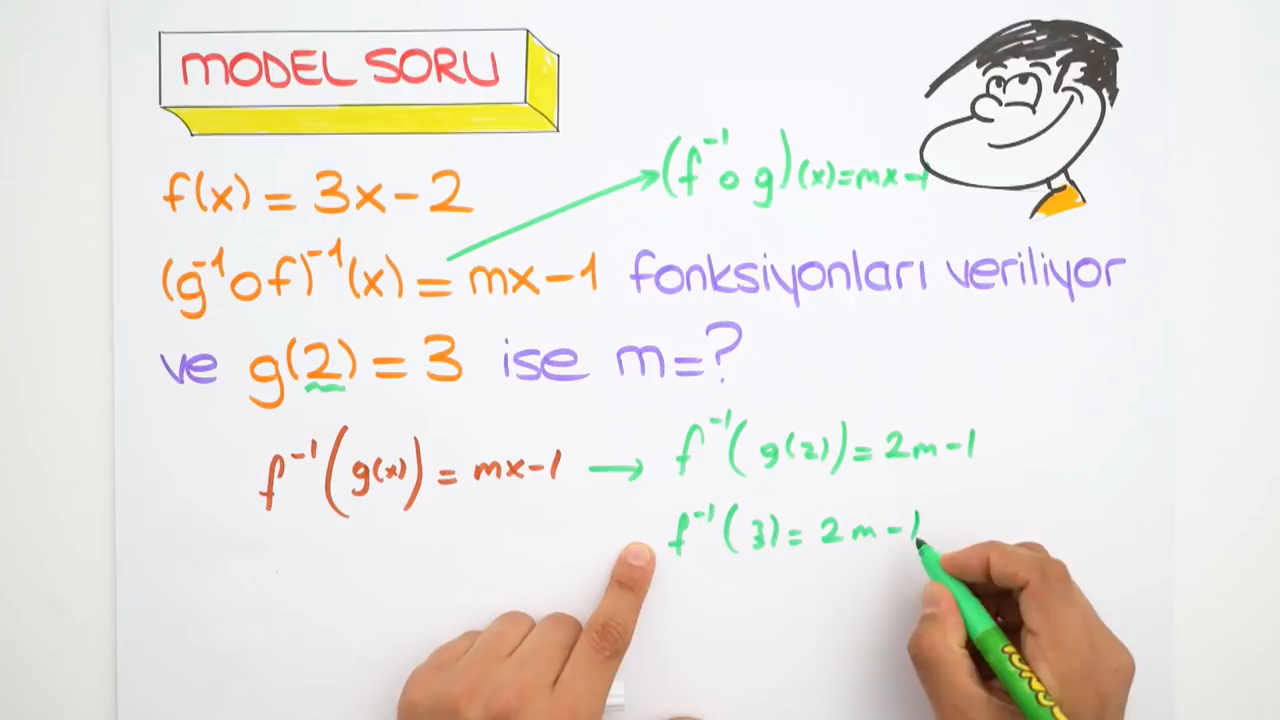 MODEL SORU
f(x) = 3x - 2
(f⁻¹ o g)(x) = mx - 1
(g⁻¹of)⁻¹(x) = mx - 1 fonksiyonları veriliyor
ve g(2) = 3 ise m = ?
f⁻¹(g(x)) = mx - 1 → f⁻¹(g(2)) = 2m - 1
f⁻¹(3) = 2m - 1